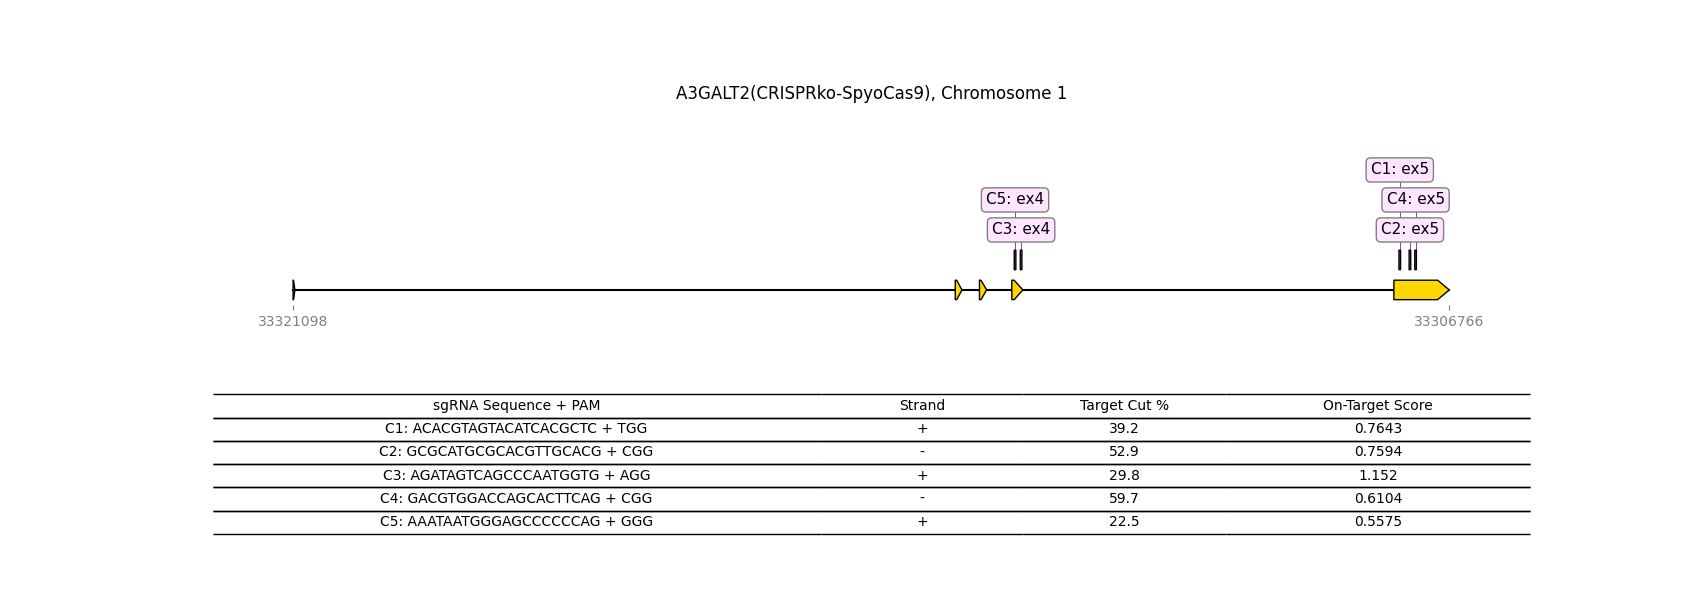 A3GALT2(CRISPRko-SpyoCas9), Chromosome 1
C1: ex5
C5: ex4 C4: ex5
C3: ex4 C2: ex5
33321098 33306766
sgRNA Sequence + PAM Strand Target Cut % On-Target Score
C1: ACACGTAGTACATCACGCTC + TGG + 39.2 0.7643
C2: GCGCATGCGCACGTTGCACG + CGG - 52.9 0.7594
C3: AGATAGTCAGCCCAATGGTG + AGG + 29.8 1.152
C4: GACGTGGACCAGCACTTCAG + CGG - 59.7 0.6104
C5: AAATAATGGGAGCCCCCCAG + GGG + 22.5 0.5575